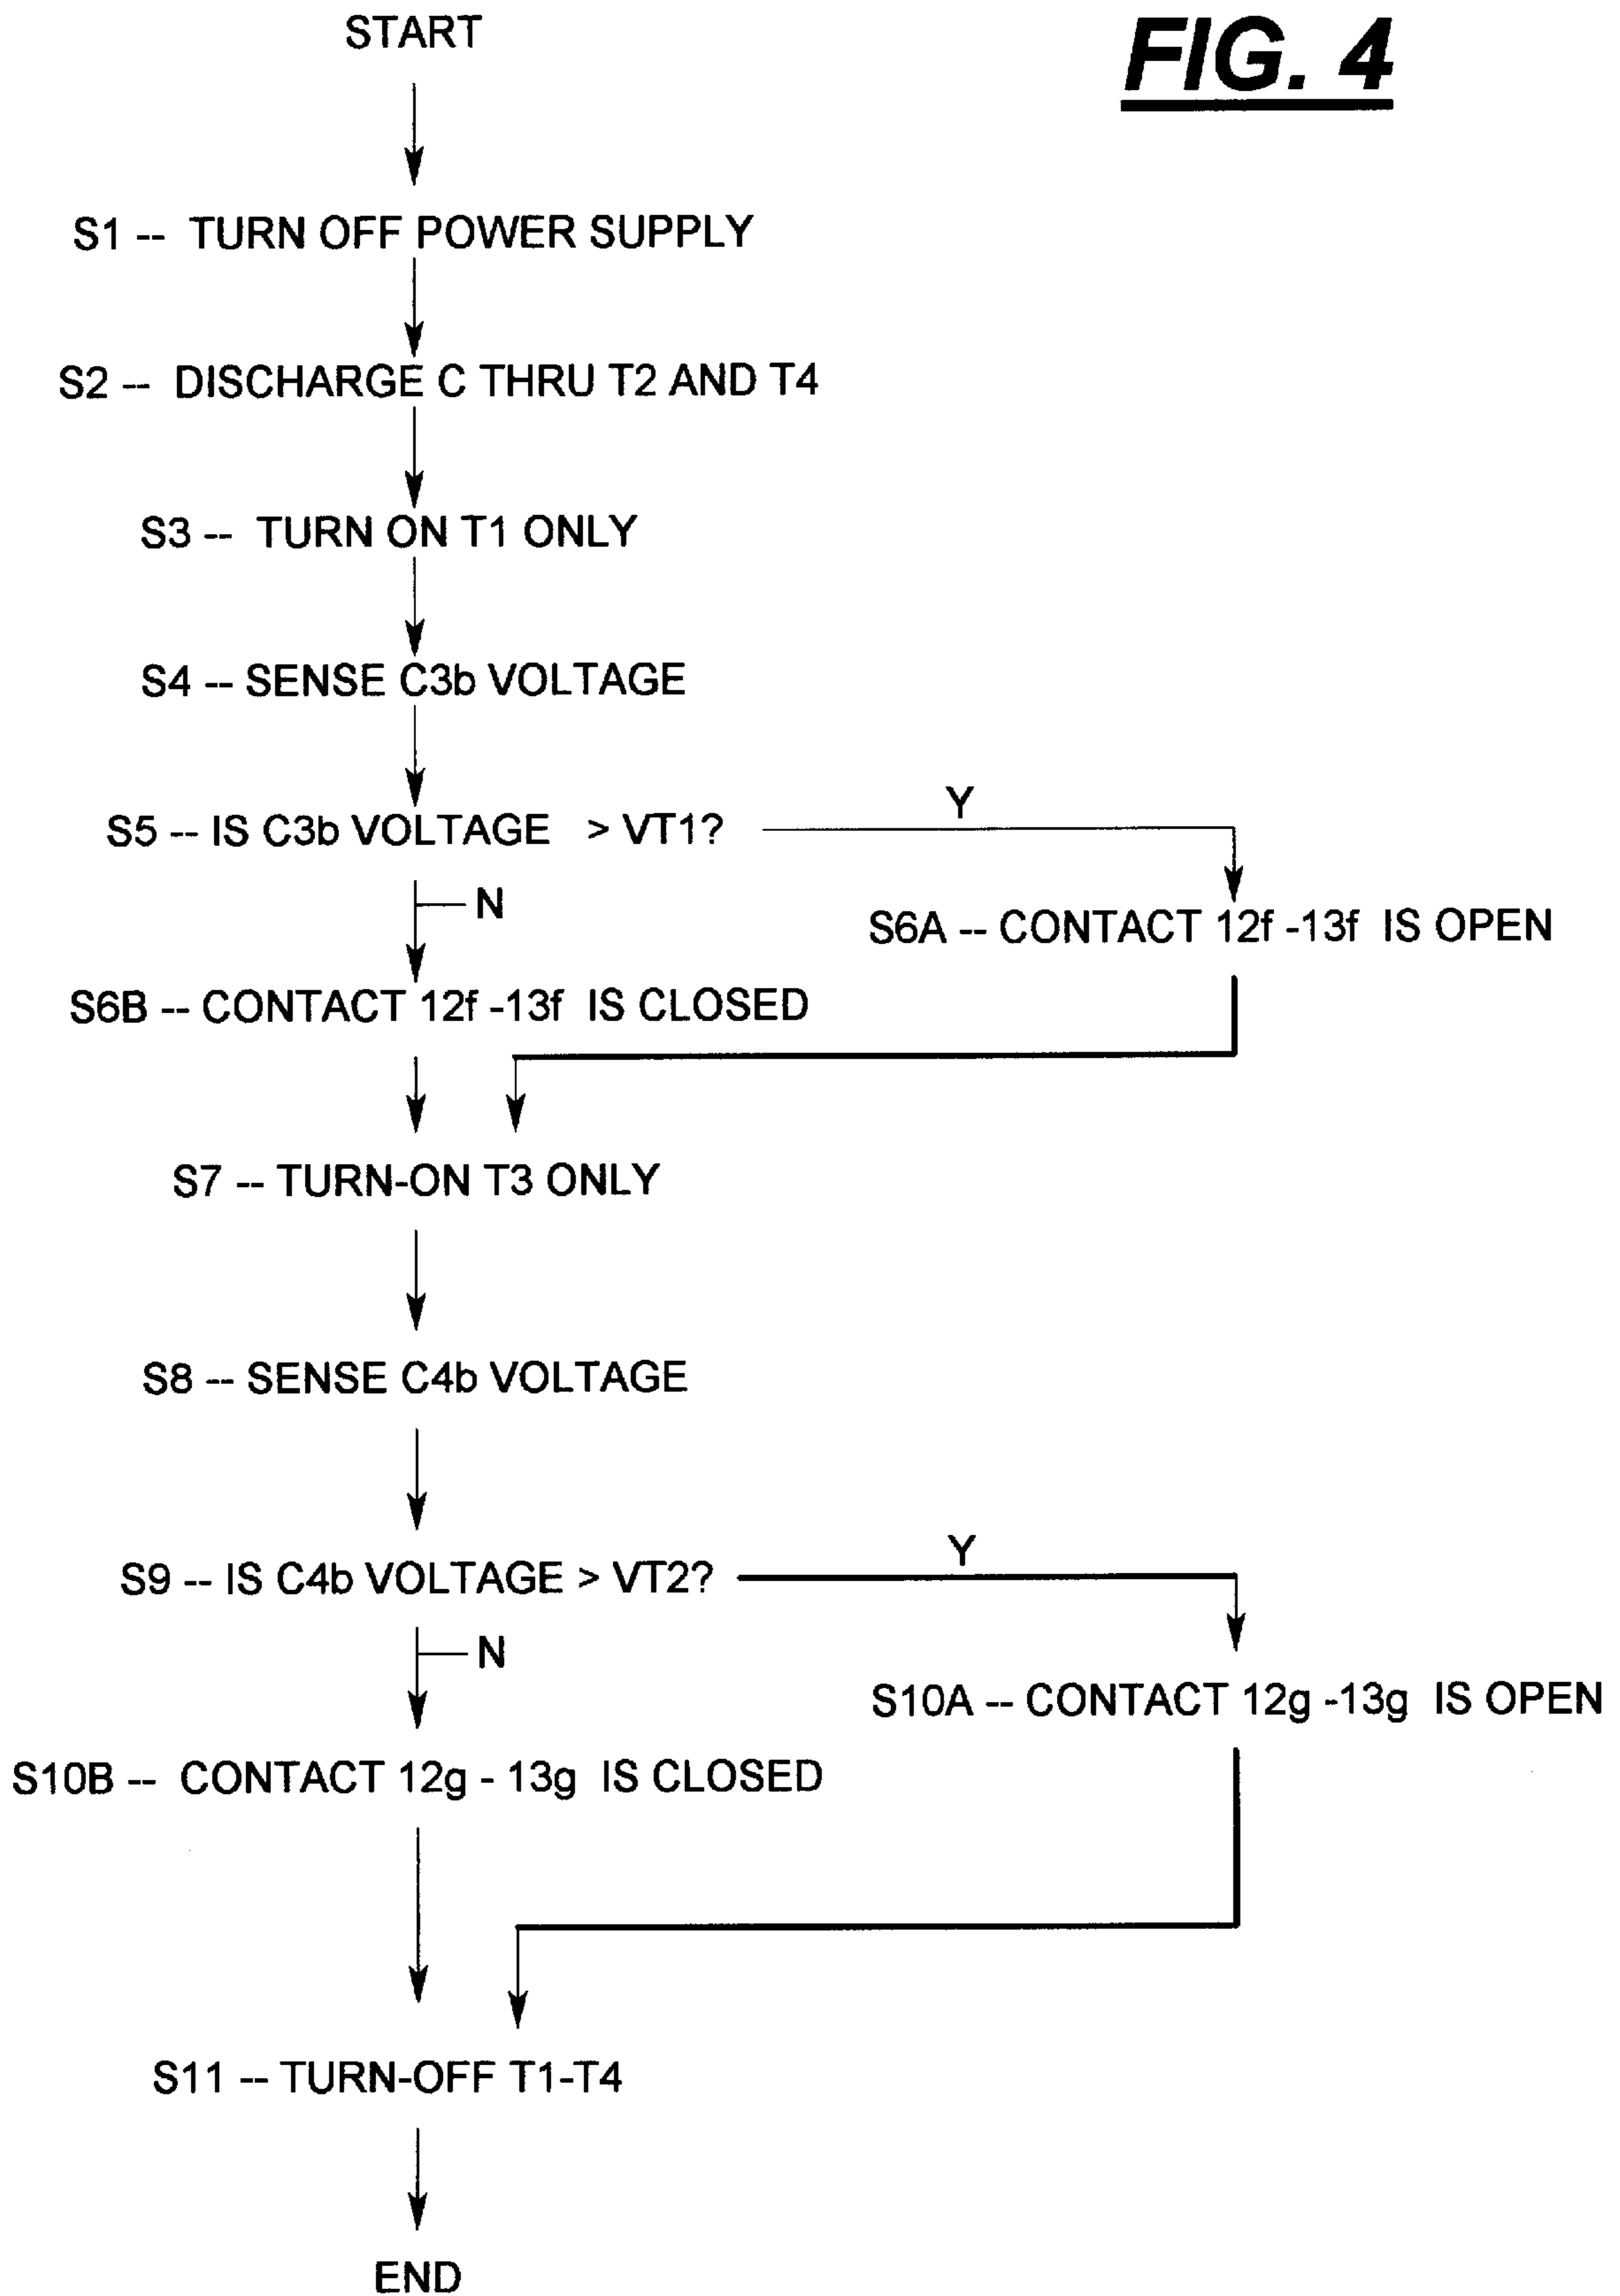 FIG. 4
START
S1 -- TURN OFF POWER SUPPLY
S2 -- DISCHARGE C THRU T2 AND T4
S3 -- TURN ON T1 ONLY
S4 -- SENSE C3b VOLTAGE
S5 -- IS C3b VOLTAGE > VT1?
Y
N
S6A -- CONTACT 12f -13f IS OPEN
S6B -- CONTACT 12f -13f IS CLOSED
S7 -- TURN-ON T3 ONLY
S8 -- SENSE C4b VOLTAGE
S9 -- IS C4b VOLTAGE > VT2?
Y
N
S10A -- CONTACT 12g -13g IS OPEN
S10B -- CONTACT 12g - 13g IS CLOSED
S11 -- TURN-OFF T1-T4
END